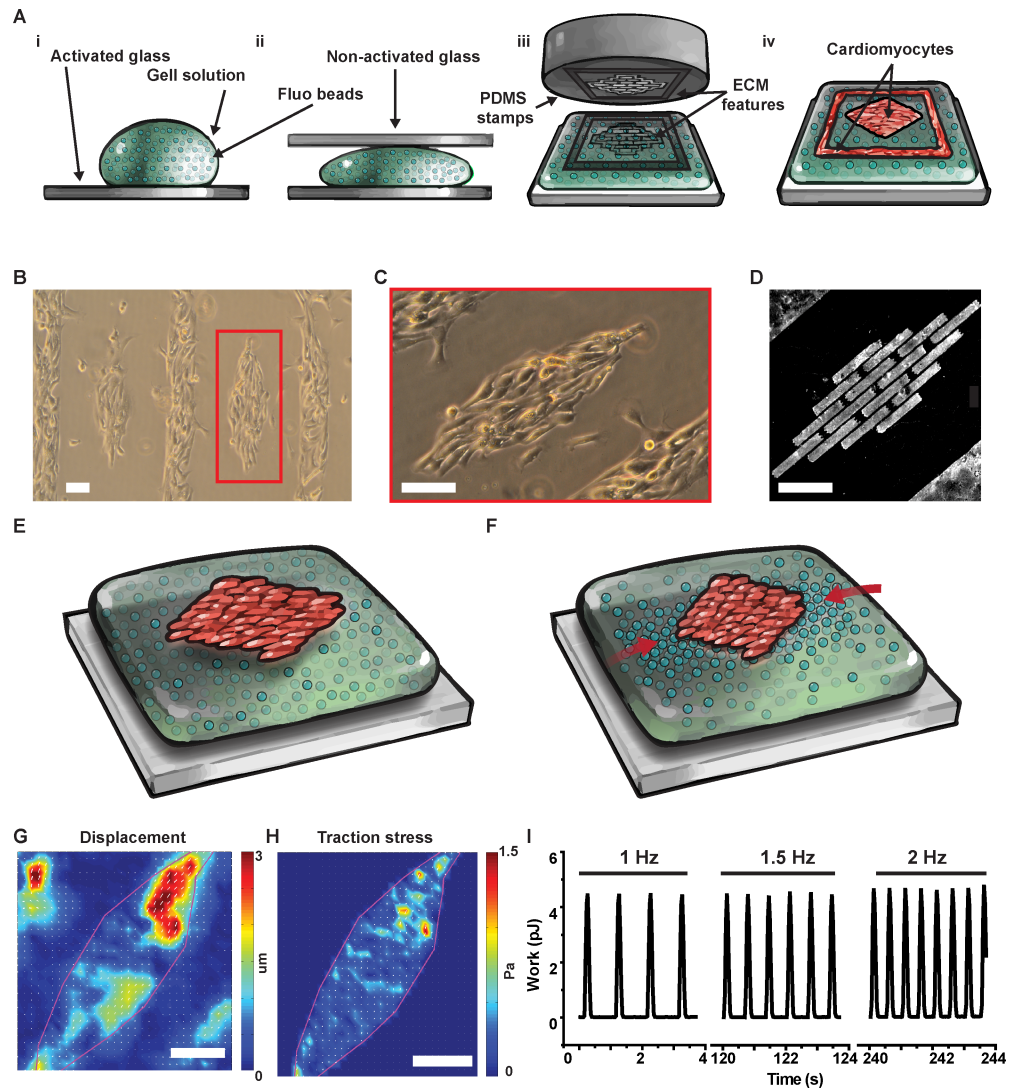 A
i
Activated glass
Gell solution
Fluo beads
ii
Non-activated glass
iii
PDMS
stamps
ECM
features
iv
Cardiomyocytes
B
C
D
E
F
G
Displacement
3
um
0
H
Traction stress
1.5
Pa
0
I
1 Hz
1.5 Hz
2 Hz
Work (pJ)
6
4
2
0
0
2
4
120
122
124
240
242
244
Time (s)